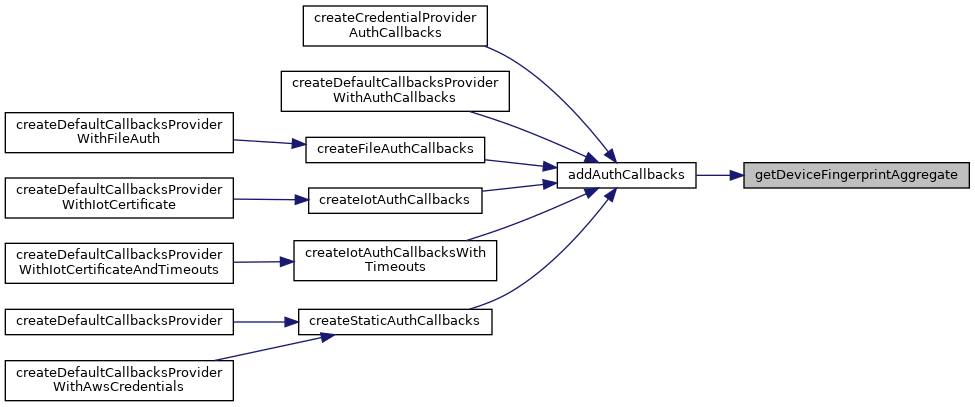 createCredentialProvider
AuthCallbacks
createDefaultCallbacksProvider
WithAuthCallbacks
createDefaultCallbacksProvider
WithFileAuth
createFileAuthCallbacks
addAuthCallbacks
getDeviceFingerprintAggregate
createDefaultCallbacksProvider
WithIotCertificate
createIotAuthCallbacks
createDefaultCallbacksProvider
WithIotCertificateAndTimeouts
createIotAuthCallbacksWith
Timeouts
createDefaultCallbacksProvider
createStaticAuthCallbacks
createDefaultCallbacksProvider
WithAwsCredentials